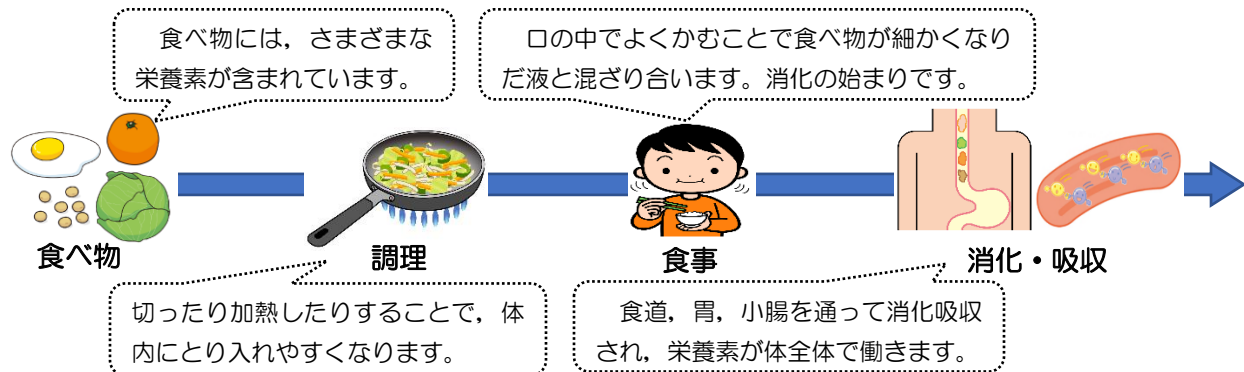 食べ物には，さまざまな
栄養素が含まれています。
口の中でよくかむことで食べ物が細かくなり
だ液と混ざり合います。消化の始まりです。
食べ物
調理
食事
消化・吸収
切ったり加熱したりすることで，体
内にとり入れやすくなります。
食道，胃，小腸を通って消化吸収
され，栄養素が体全体で働きます。